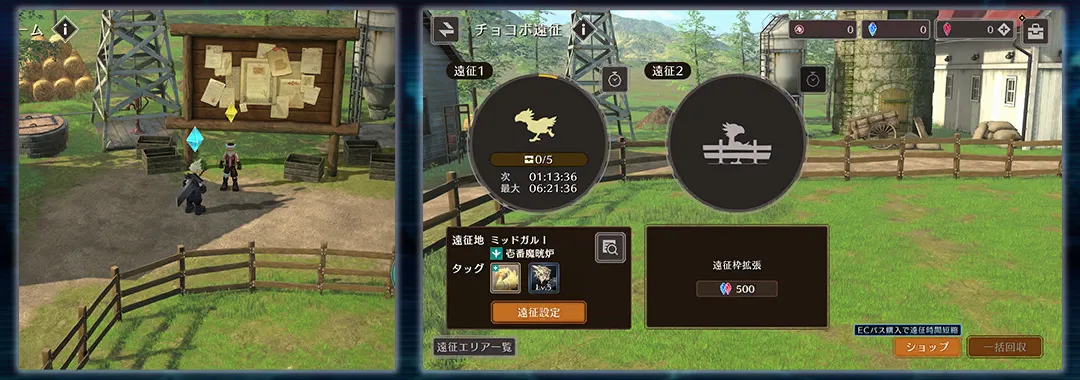 ーム
チョコボ遠征
0
0
0
遠征1
遠征2
0/5
次 01:13:36
最大 06:21:36
遠征地 ミッドガルⅠ
壱番魔晄炉
タッグ
Lv.5
遠征設定
遠征枠拡張
500
遠征エリア一覧
ECパス購入で遠征時間短縮
ショップ
一括回収